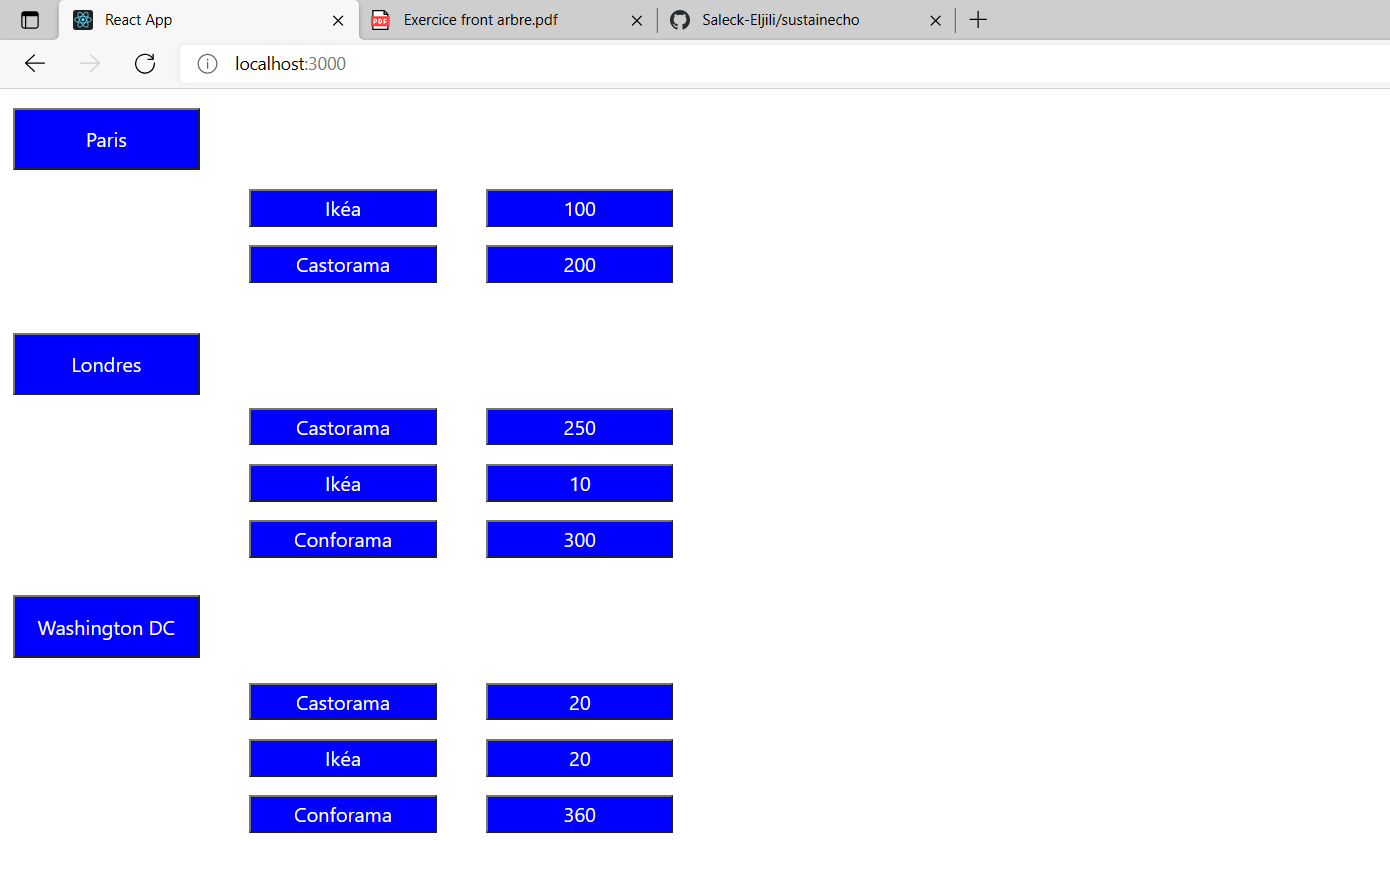 React App
Exercice front arbre.pdf
Saleck-Eljili/sustainecho
localhost:3000
Paris
Ikéa 100
Castorama 200
Londres
Castorama 250
Ikéa 10
Conforama 300
Washington DC
Castorama 20
Ikéa 20
Conforama 360